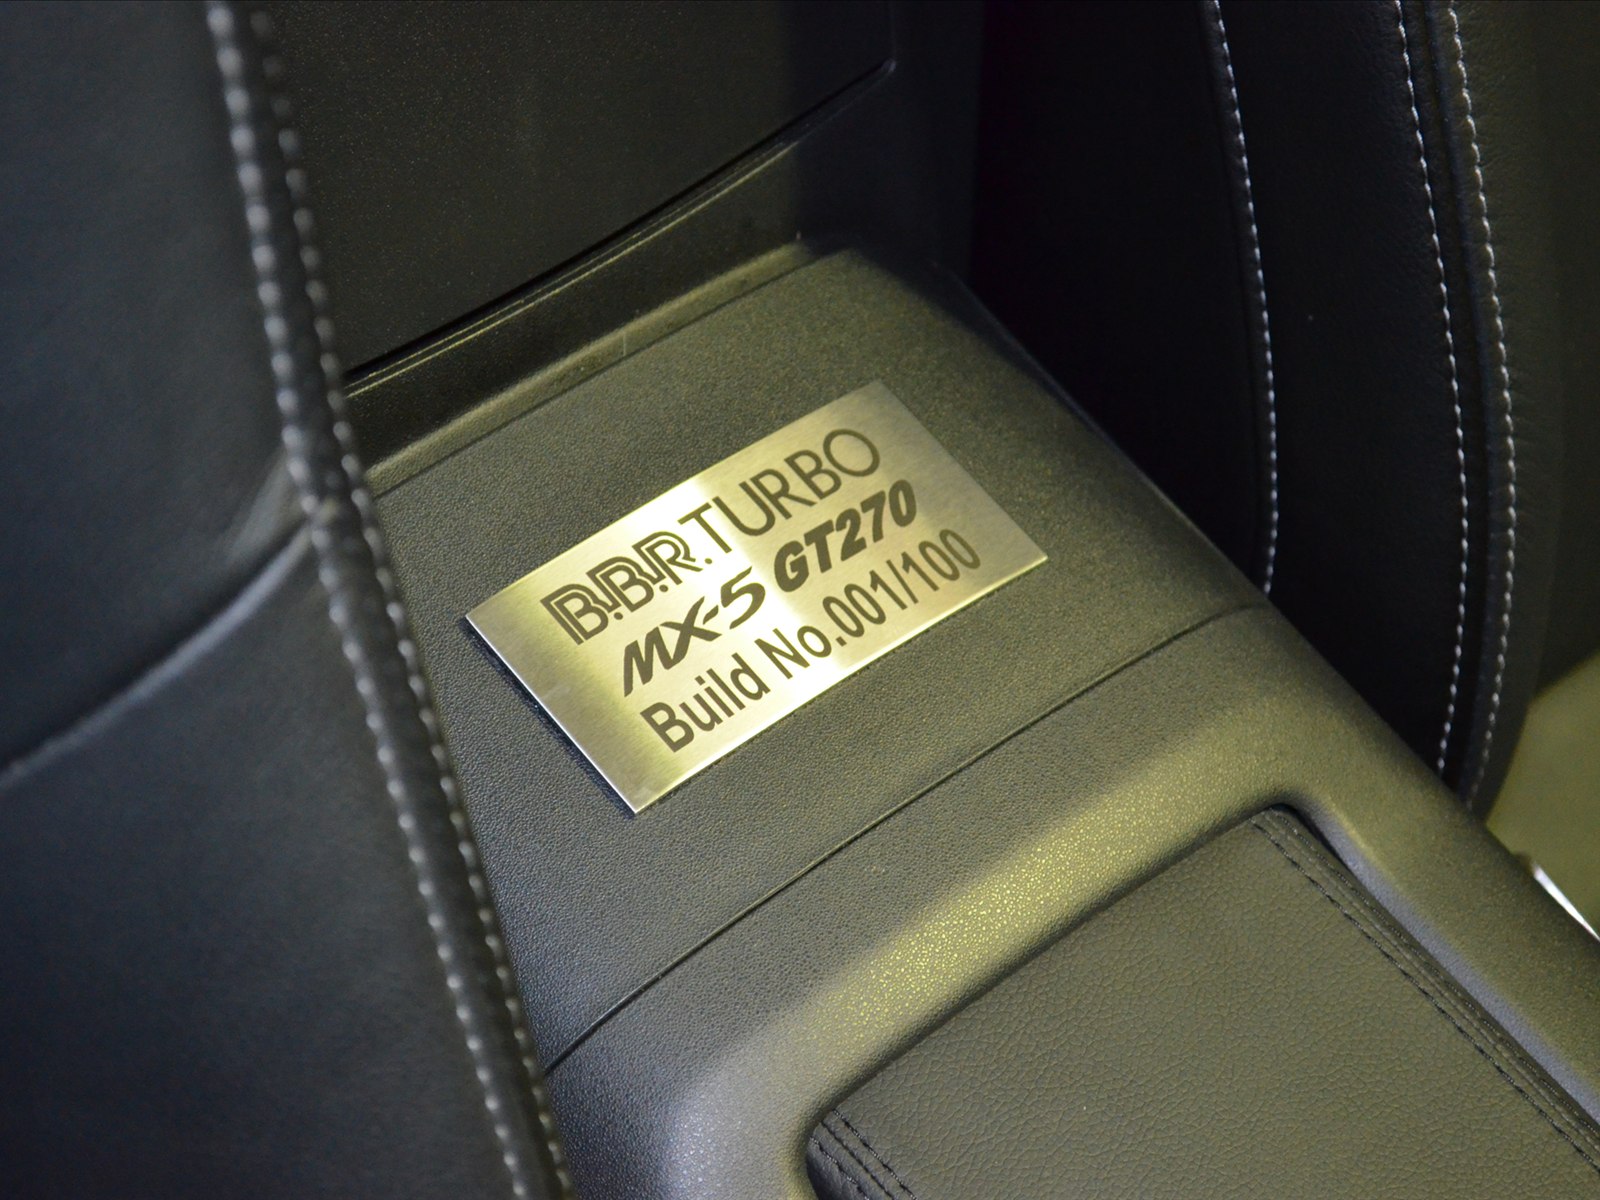 B.B.R.TURBO
MX-5 GT270
Build No.001/100